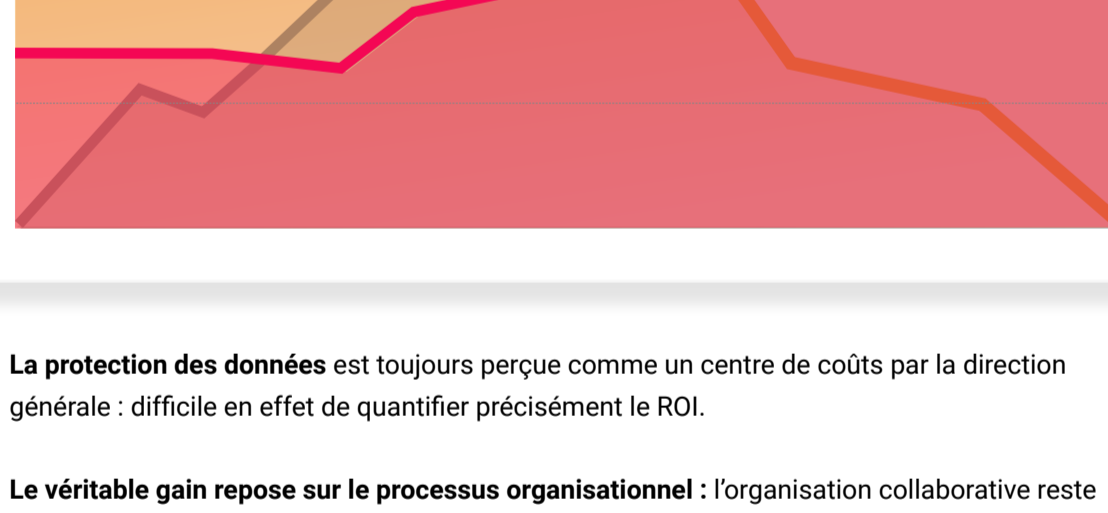 La protection des données est toujours perçue comme un centre de coûts par la direction
générale : difficile en effet de quantifier précisément le ROI.
Le véritable gain repose sur le processus organisationnel : l’organisation collaborative reste